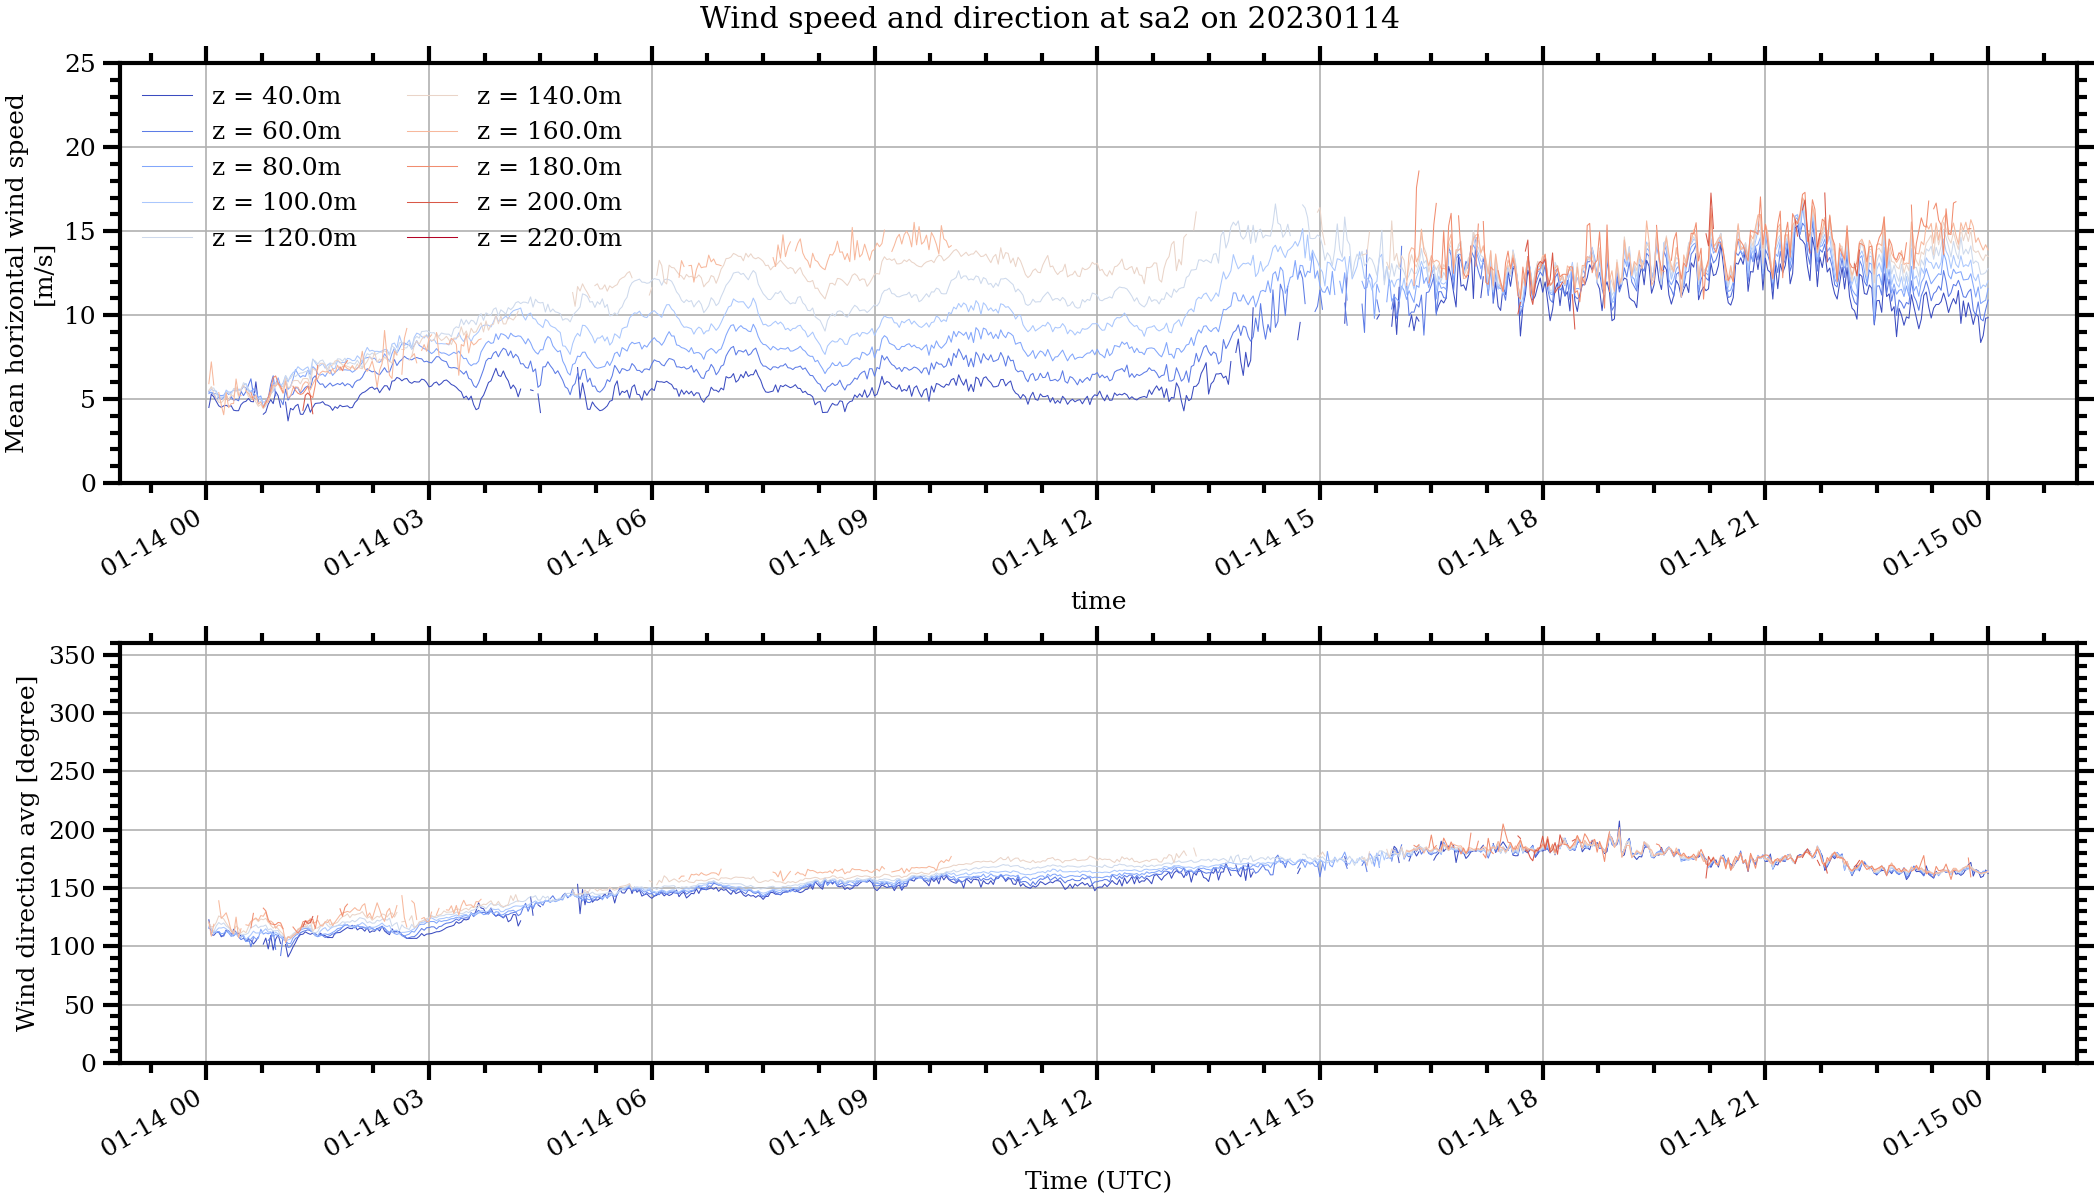 Wind speed and direction at sa2 on 20230114
Mean horizontal wind speed
[m/s]
25
20
15
10
5
0
z = 40.0m
z = 60.0m
z = 80.0m
z = 100.0m
z = 120.0m
z = 140.0m
z = 160.0m
z = 180.0m
z = 200.0m
z = 220.0m
01-14 00
01-14 03
01-14 06
01-14 09
01-14 12
01-14 15
01-14 18
01-14 21
01-15 00
time
Wind direction avg [degree]
350
300
250
200
150
100
50
0
01-14 00
01-14 03
01-14 06
01-14 09
01-14 12
01-14 15
01-14 18
01-14 21
01-15 00
Time (UTC)